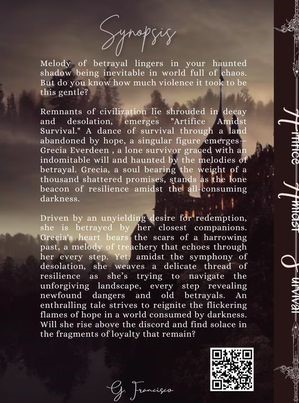 Synopsis
Melody of betrayal lingers in your haunted
shadow being inevitable in world full of chaos.
But do you know how much violence it took to be
this gentle?
Remnants of civilization lie shrouded in decay
and desolation, emerges "Artifice Amidst
Survival." A dance of survival through a land
abandoned by hope, a singular figure emerges--
Grecia Everdeen , a lone survivor graced with an
indomitable will and haunted by the melodies of
betrayal. Grecia, a soul bearing the weight of a
thousand shattered promises, stands as the lone
beacon of resilience amidst the all-consuming
darkness.
Driven by an unyielding desire for redemption,
she is betrayed by her closest companions.
Grecia's heart bears the scars of a harrowing
past, a melody of treachery that echoes through
her every step. Yet, amidst the symphony of
desolation, she weaves a delicate thread of
resilience as she's trying to navigate the
unforgiving landscape, every step revealing
newfound dangers and old betrayals. An
enthralling tale strives to reignite the flickering
flames of hope in a world consumed by darkness.
Will she rise above the discord and find solace in
the fragments of loyalty that remain?
G. Francisco
Artifice Amidst Survival